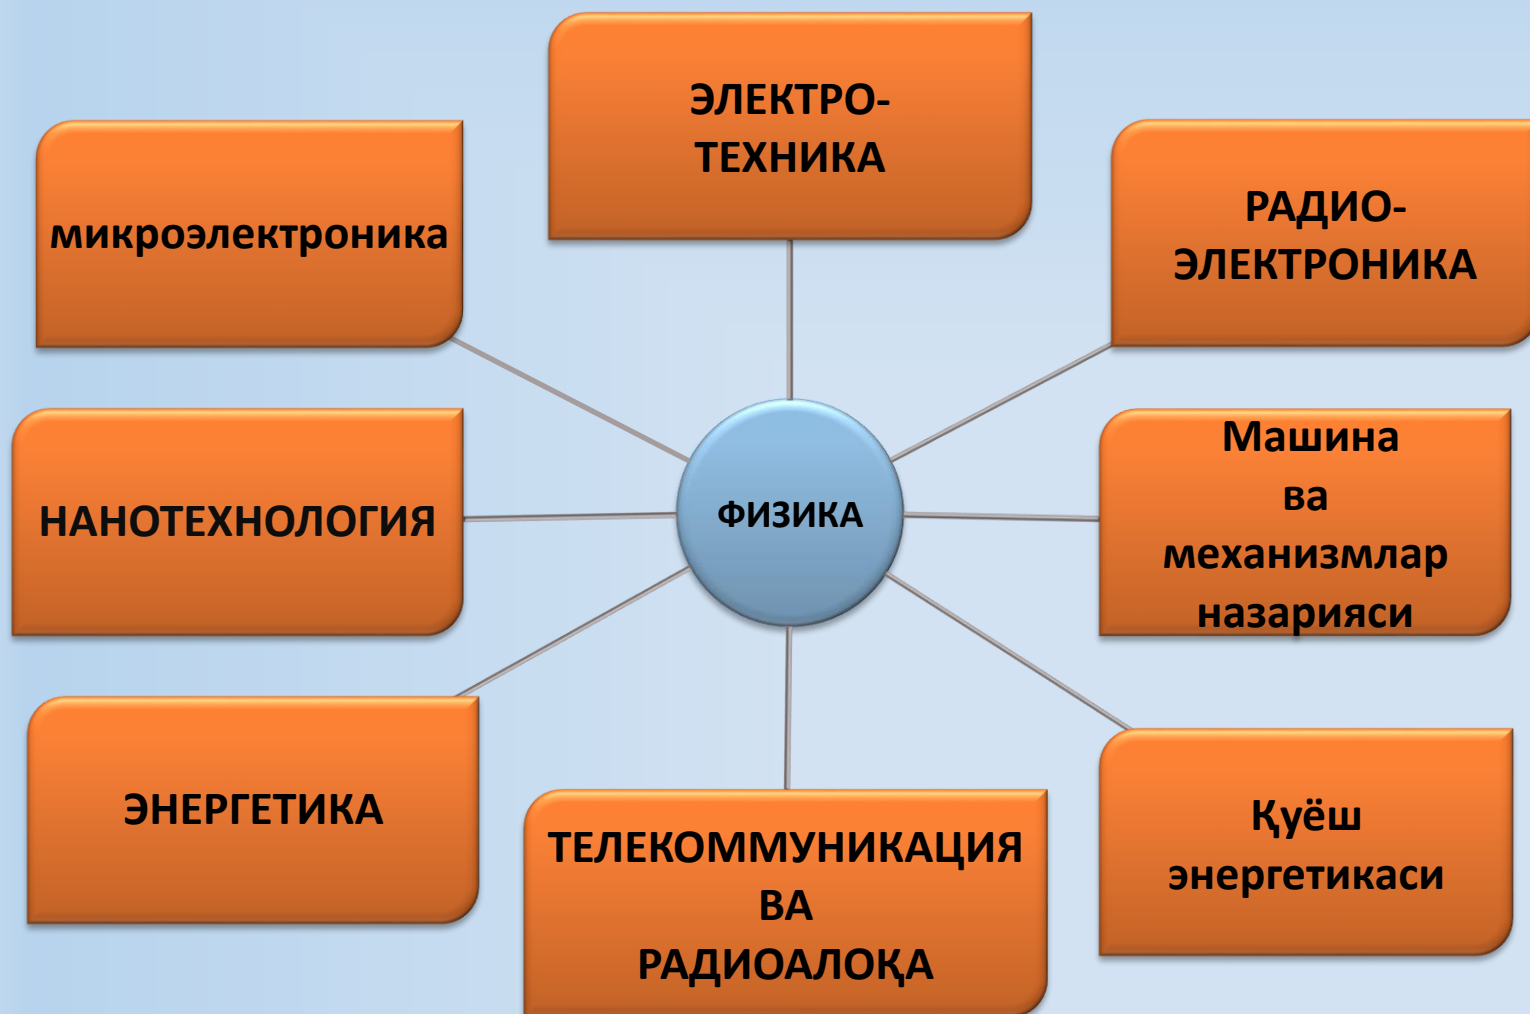 ЭЛЕКТРО-
ТЕХНИКА
микроэлектроника
РАДИО-
ЭЛЕКТРОНИКА
НАНОТЕХНОЛОГИЯ
ФИЗИКА
Машина
ва
механизмлар
назарияси
ЭНЕРГЕТИКА
ТЕЛЕКОММУНИКАЦИЯ
ВА
РАДИОАЛОҚА
Қуёш
энергетикаси